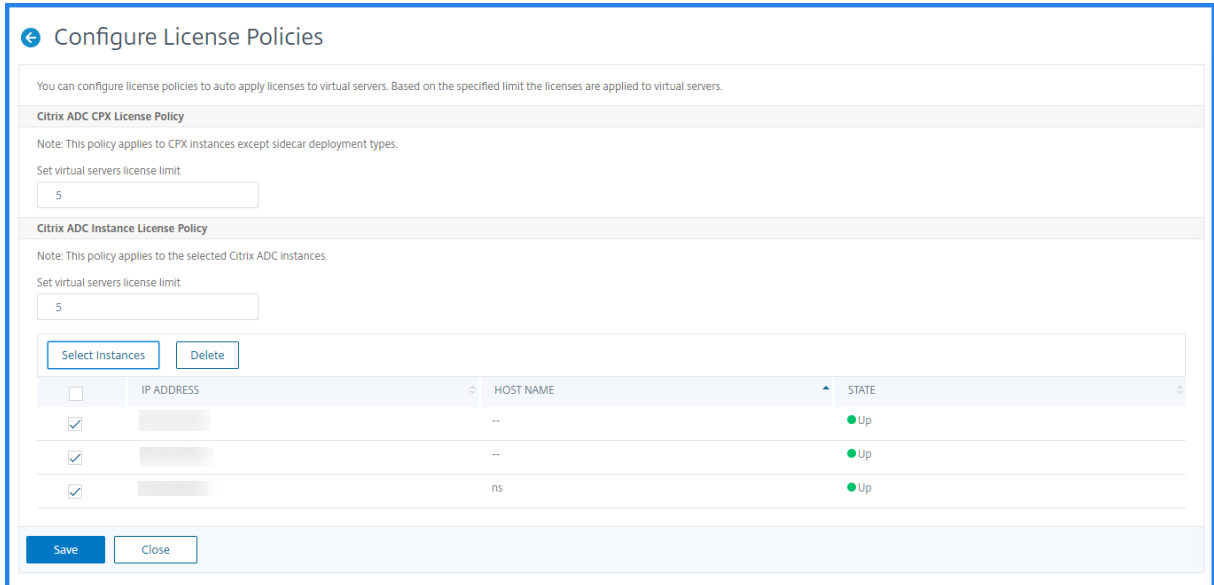 Configure License Policies
You can configure license policies to auto apply licenses to virtual servers. Based on the specified limit the licenses are applied to virtual servers.
Citrix ADC CPX License Policy
Note: This policy applies to CPX instances except sidecar deployment types.
Set virtual servers license limit
5
Citrix ADC Instance License Policy
Note: This policy applies to the selected Citrix ADC instances.
Set virtual servers license limit
5
Select Instances Delete
IP ADDRESS HOST NAME STATE
-- Up
-- Up
ns Up
Save Close